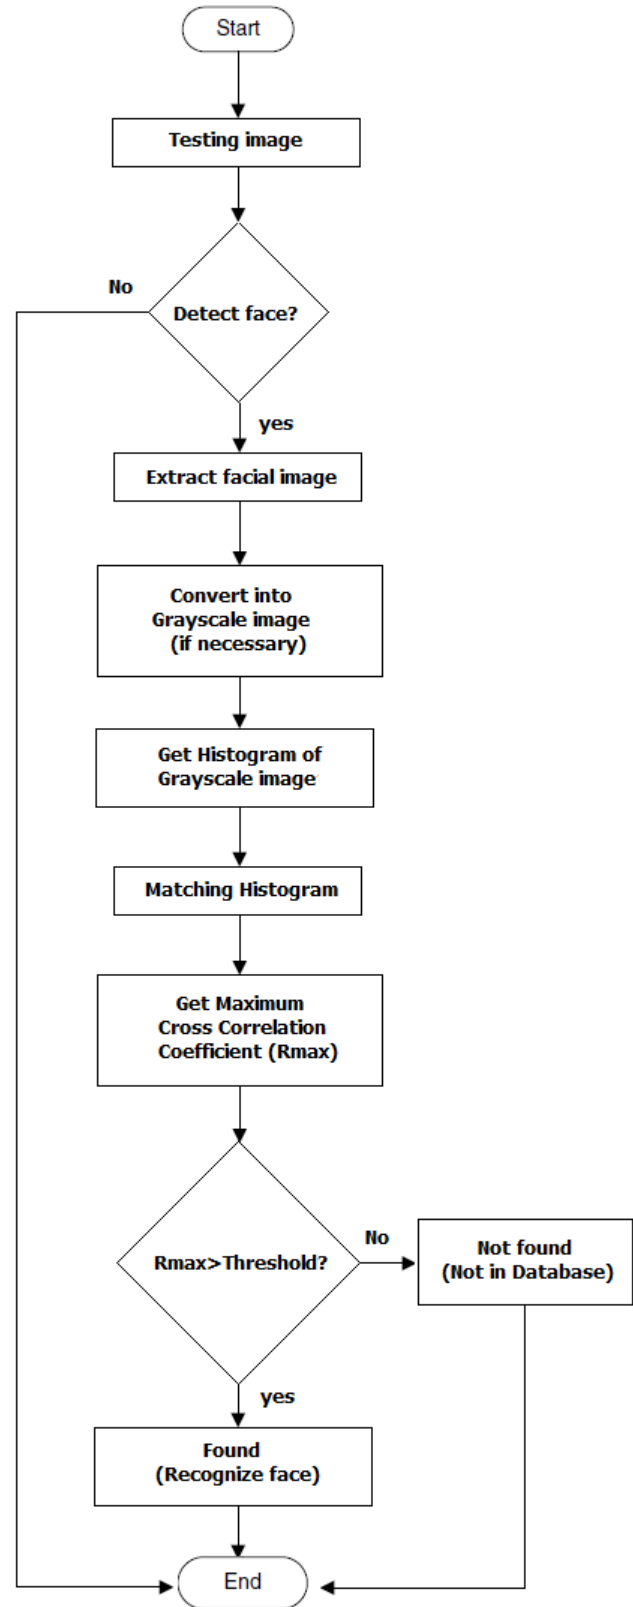 Start
Testing image
No
Detect face?
yes
Extract facial image
Convert into
Grayscale image
(if necessary)
Get Histogram of
Grayscale image
Matching Histogram
Get Maximum
Cross Correlation
Coefficient (Rmax)
Rmax>Threshold?
No
Not found
(Not in Database)
yes
Found
(Recognize face)
End